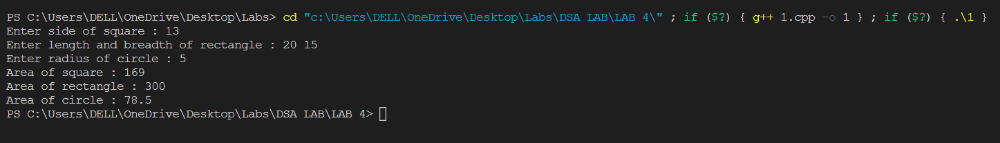 PS C:\Users\DELL\OneDrive\Desktop\Labs> cd "c:\Users\DELL\OneDrive\Desktop\Labs\DSA LAB\LAB 4\" ; if ($?) { g++ 1.cpp -o 1 } ; if ($?) { .\1 }
Enter side of square : 13
Enter length and breadth of rectangle : 20 15
Enter radius of circle : 5
Area of square : 169
Area of rectangle : 300
Area of circle : 78.5
PS C:\Users\DELL\OneDrive\Desktop\Labs\DSA LAB\LAB 4>